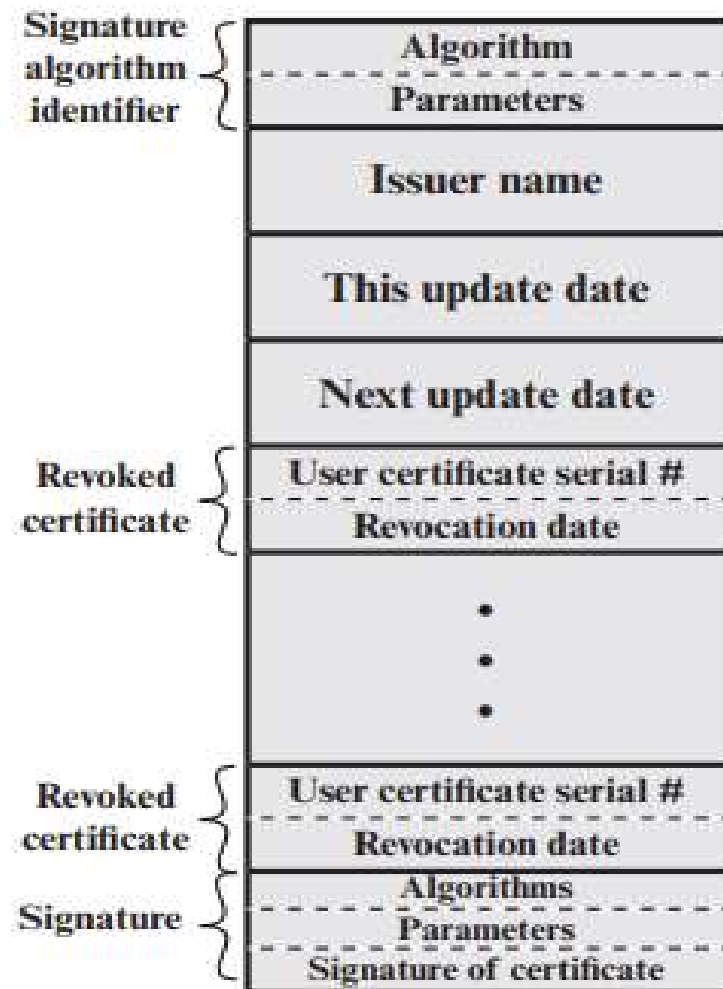 Signature
algorithm
identifier
Algorithm
Parameters
Issuer name
This update date
Next update date
Revoked
certificate
User certificate serial #
Revocation date
Revoked
certificate
User certificate serial #
Revocation date
Signature
Algorithms
Parameters
Signature of certificate